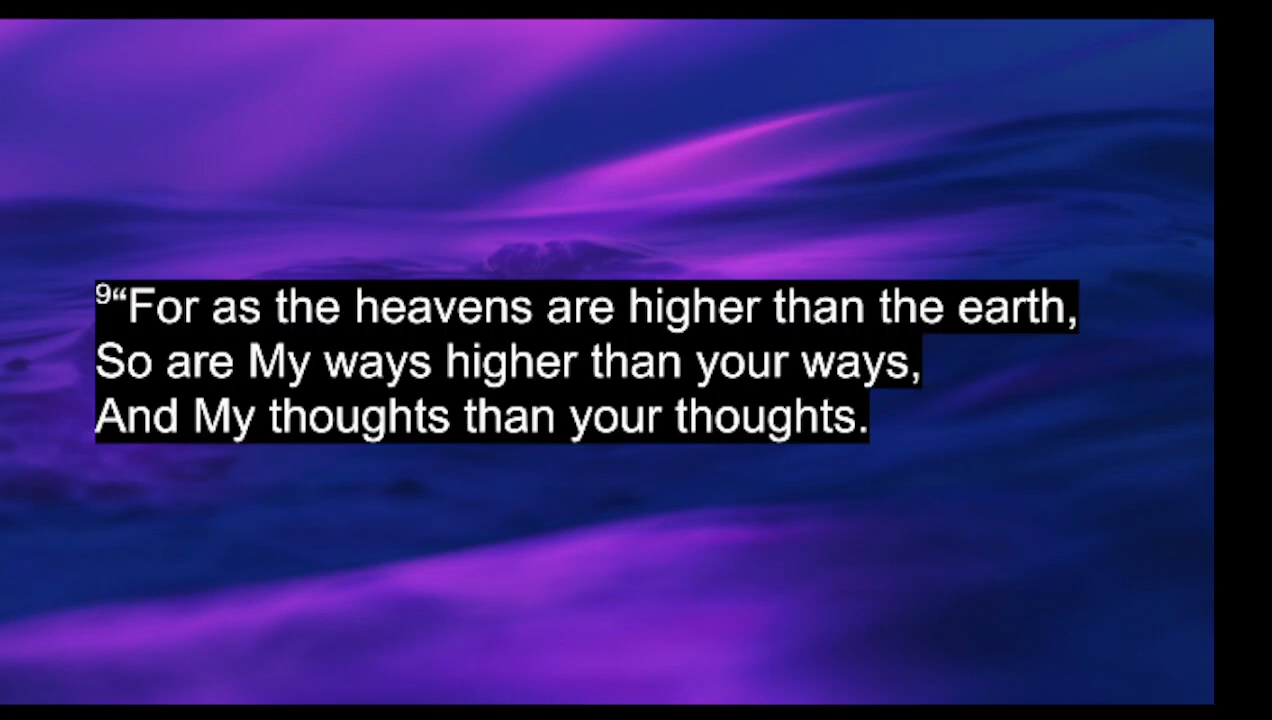 ⁹“For as the heavens are higher than the earth,
So are My ways higher than your ways,
And My thoughts than your thoughts.